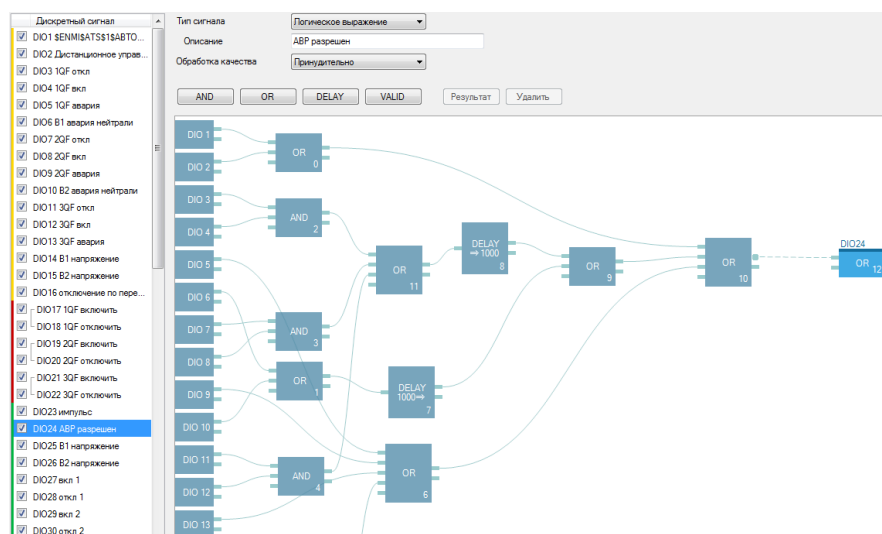 Дискретный сигнал
DIO1 $ENMI$ATS$1$АВТО...
DIO2 Дистанционное управ...
DIO3 1QF откл
DIO4 1QF вкл
DIO5 1QF авария
DIO6 В1 авария нейтрали
DIO7 2QF откл
DIO8 2QF вкл
DIO9 2QF авария
DIO10 В2 авария нейтрали
DIO11 3QF откл
DIO12 3QF вкл
DIO13 3QF авария
DIO14 В1 напряжение
DIO15 В2 напряжение
DIO16 отключение по пере...
DIO17 1QF включить
DIO18 1QF отключить
DIO19 2QF включить
DIO20 2QF отключить
DIO21 3QF включить
DIO22 3QF отключить
DIO23 импульс
DIO24 АВР разрешен
DIO25 В1 напряжение
DIO26 В2 напряжение
DIO27 вкл 1
DIO28 откл 1
DIO29 вкл 2
DIO30 откл 2
Тип сигнала
Логическое выражение
Описание
АВР разрешен
Обработка качества
Принудительно
AND
OR
DELAY
VALID
Результат
Удалить
DIO 1
DIO 2
DIO 3
DIO 4
DIO 5
DIO 6
DIO 7
DIO 8
DIO 9
DIO 10
DIO 11
DIO 12
DIO 13
OR
0
AND
2
AND
3
OR
1
AND
4
OR
11
DELAY
1000⇒
7
OR
6
DELAY
⇒1000
8
OR
9
OR
10
DIO24
OR
12